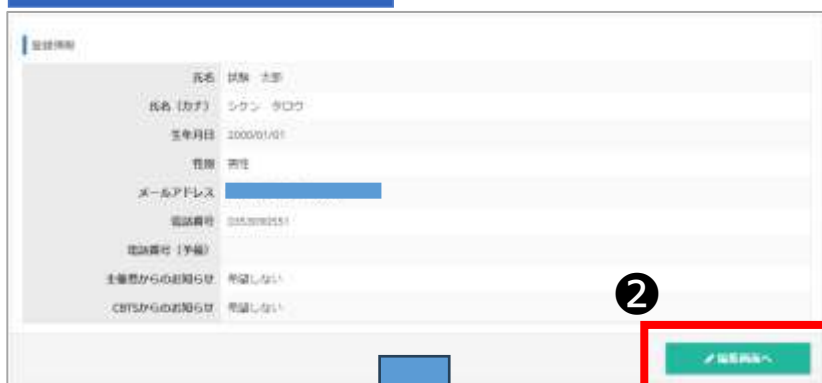 登録情報
氏名 試験 太郎
氏名（カナ） シケン タロウ
生年月日 2000/01/01
性別 男性
メールアドレス
電話番号
電話番号（予備）
主催者からのお知らせ 希望しない
CBTSからのお知らせ 希望しない
❷
編集画面へ